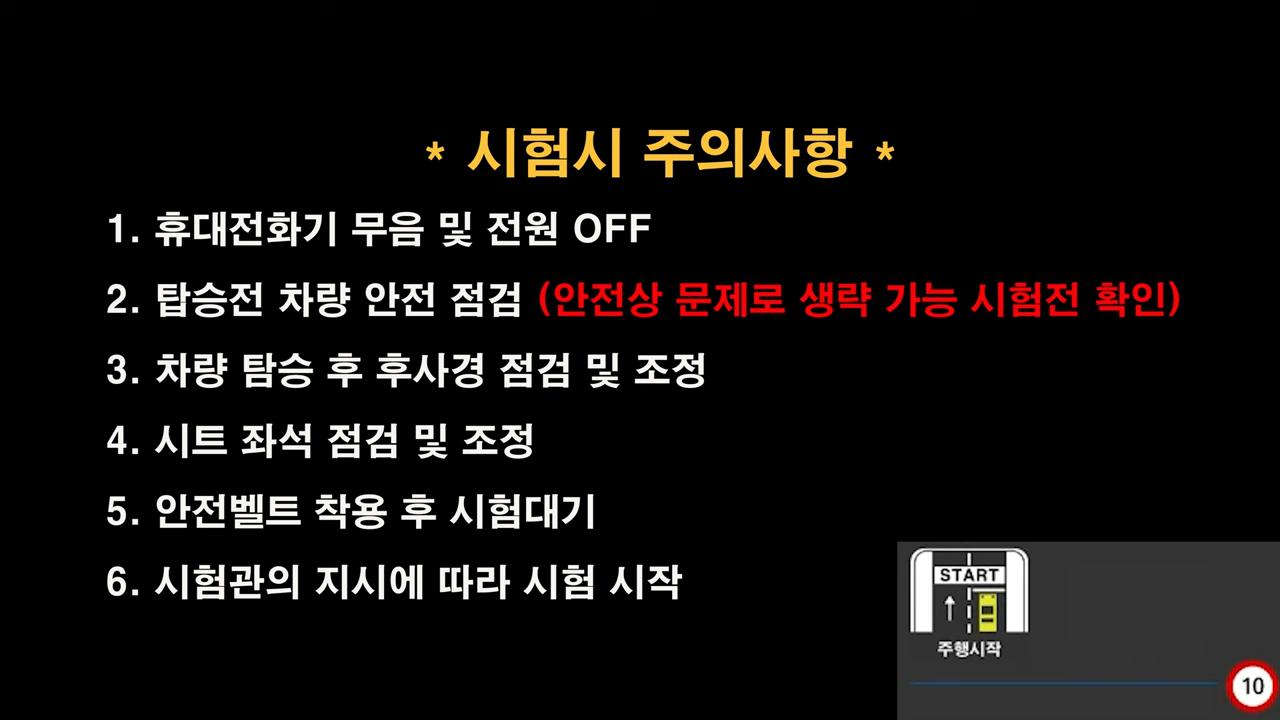 * 시험시 주의사항 *
1. 휴대전화기 무음 및 전원 OFF
2. 탑승전 차량 안전 점검 (안전상 문제로 생략 가능 시험전 확인)
3. 차량 탐승 후 후사경 점검 및 조정
4. 시트 좌석 점검 및 조정
5. 안전벨트 착용 후 시험대기
6. 시험관의 지시에 따라 시험 시작
START
주행시작
10